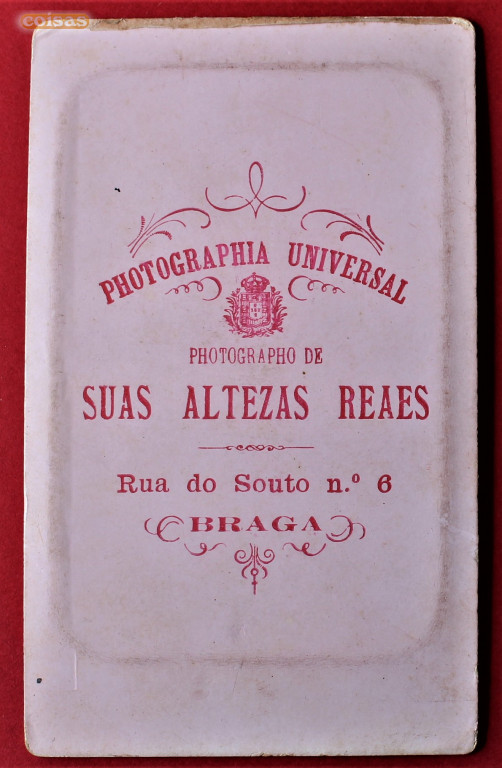 coisas
PHOTOGRAPHIA UNIVERSAL
PHOTOGRAPHO DE
SUAS ALTEZAS REAES
Rua do Souto n.º 6
BRAGA